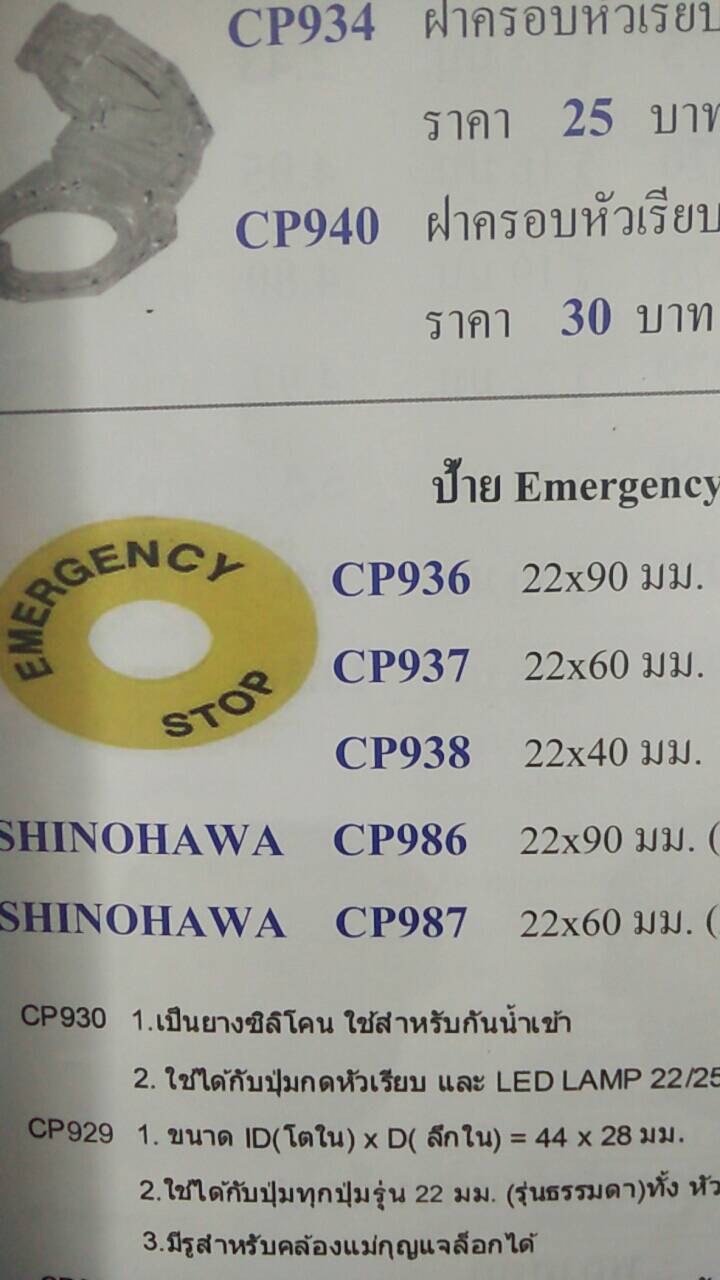 CP934 ฝาครอบหัวเรียบ
ราคา 25 บาท
CP940 ฝาครอบหัวเรียบ
ราคา 30 บาท
ป้าย Emergency
EMERGENCY
STOP
CP936 22x90 มม.
CP937 22x60 มม.
CP938 22x40 มม.
SHINOHAWA CP986 22x90 มม. (
SHINOHAWA CP987 22x60 มม. (
CP930 1.เป็นยางซิลิโคน ใช้สำหรับกันน้ำเข้า
2. ใช้ได้กับปุ่มกดหัวเรียบ และ LED LAMP 22/25
CP929 1. ขนาด ID(โตใน) x D( ลึกใน) = 44 x 28 มม.
2.ใช้ได้กับปุ่มทุกปุ่มรุ่น 22 มม. (รุ่นธรรมดา)ทั้ง หัว
3.มีรูสำหรับคล้องแม่กุญแจล็อกได้